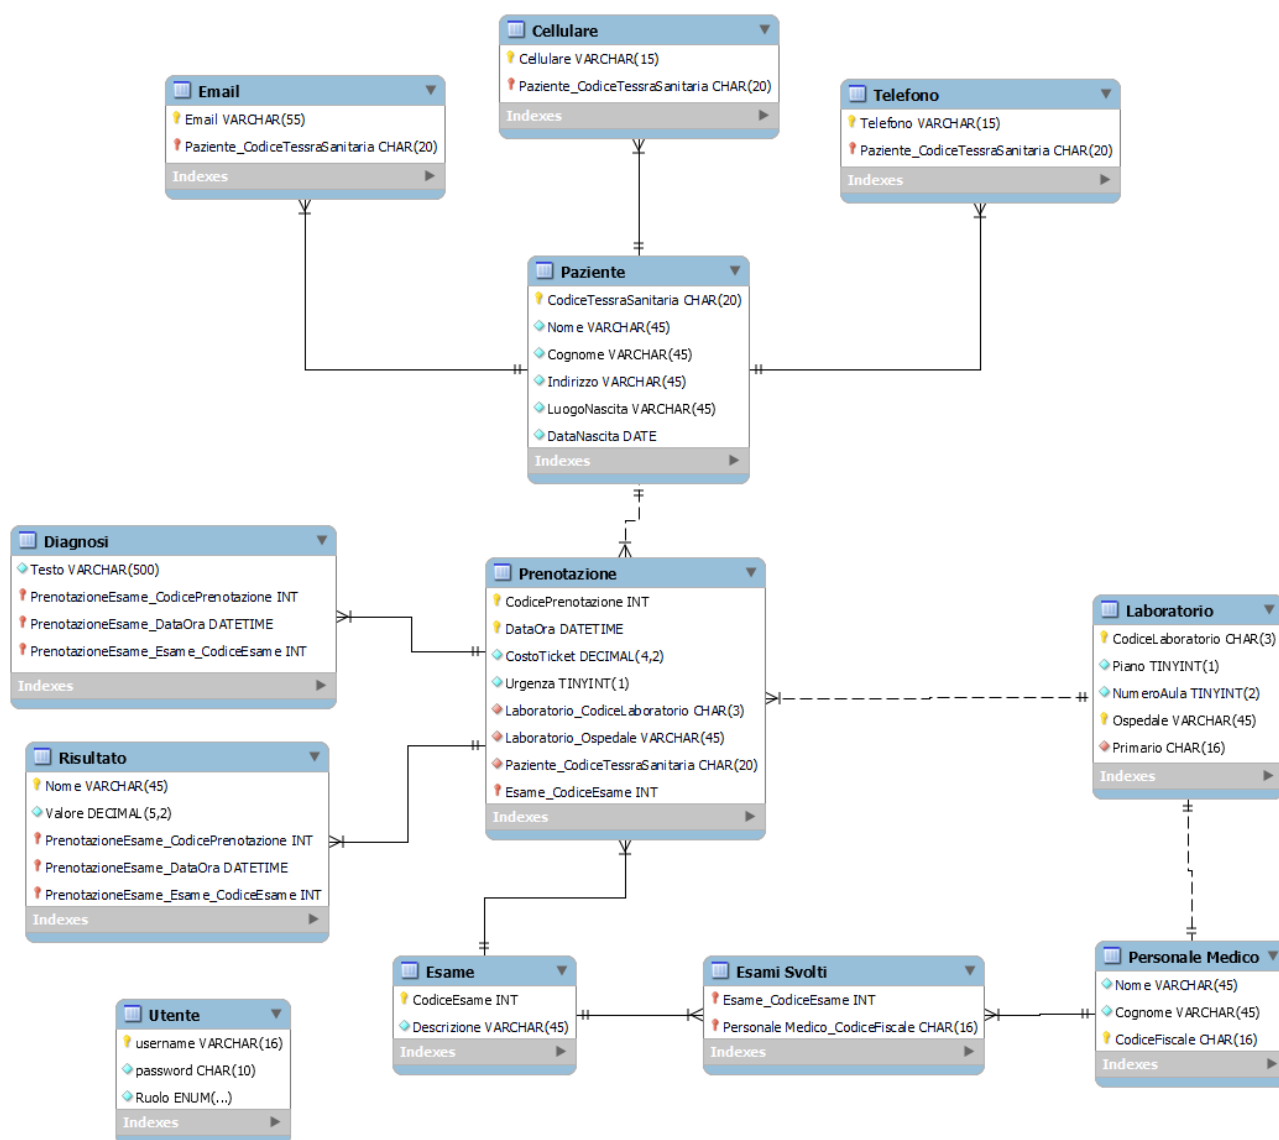 Cellulare
Cellulare VARCHAR(15)
Paziente_CodiceTessraSanitaria CHAR(20)
Indexes
Email
Email VARCHAR(55)
Paziente_CodiceTessraSanitaria CHAR(20)
Indexes
Telefono
Telefono VARCHAR(15)
Paziente_CodiceTessraSanitaria CHAR(20)
Indexes
Paziente
CodiceTessraSanitaria CHAR(20)
Nome VARCHAR(45)
Cognome VARCHAR(45)
Indirizzo VARCHAR(45)
LuogoNascita VARCHAR(45)
DataNascita DATE
Indexes
Diagnosi
Testo VARCHAR(500)
PrenotazioneEsame_CodicePrenotazione INT
PrenotazioneEsame_DataOra DATETIME
PrenotazioneEsame_Esame_CodiceEsame INT
Indexes
Prenotazione
CodicePrenotazione INT
DataOra DATETIME
CostoTicket DECIMAL(4,2)
Urgenza TINYINT(1)
Laboratorio_CodiceLaboratorio CHAR(3)
Laboratorio_Ospedale VARCHAR(45)
Paziente_CodiceTessraSanitaria CHAR(20)
Esame_CodiceEsame INT
Indexes
Laboratorio
CodiceLaboratorio CHAR(3)
Piano TINYINT(1)
NumeroAula TINYINT(2)
Ospedale VARCHAR(45)
Primario CHAR(16)
Indexes
Risultato
Nome VARCHAR(45)
Valore DECIMAL(5,2)
PrenotazioneEsame_CodicePrenotazione INT
PrenotazioneEsame_DataOra DATETIME
PrenotazioneEsame_Esame_CodiceEsame INT
Indexes
Esame
CodiceEsame INT
Descrizione VARCHAR(45)
Indexes
Esami Svolti
Esame_CodiceEsame INT
Personale Medico_CodiceFiscale CHAR(16)
Indexes
Personale Medico
Nome VARCHAR(45)
Cognome VARCHAR(45)
CodiceFiscale CHAR(16)
Indexes
Utente
username VARCHAR(16)
password CHAR(10)
Ruolo ENUM(...)
Indexes